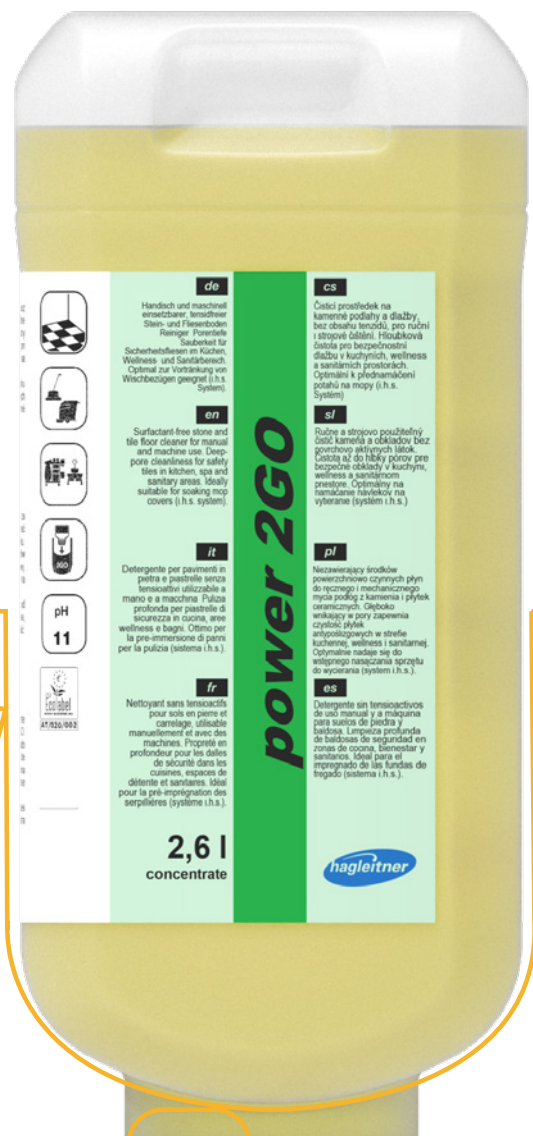 de
Handisch und maschinell
einsetzbarer, tensidfreier
Stein- und Fliesenboden
Reiniger. Porentiefe
Sauberkeit für
Sicherheitsfliesen im Küchen,
Wellness- und Sanitärbereich.
Optimal zur Vortränkung von
Wischbezügen geeignet (i.h.s.
System).
en
Surfactant-free stone and
tile floor cleaner for manual
and machine use. Deep-
pore cleanliness for safety
tiles in kitchen, spa and
sanitary areas. Ideally
suitable for soaking mop
covers (i.h.s. system).
it
Detergente per pavimenti in
pietra e piastrelle senza
tensioattivi utilizzabile a
mano e a macchina. Pulizia
profonda per piastrelle di
sicurezza in cucina, aree
wellness e bagni. Ottimo per
la pre-immersione di panni
per la pulizia (sistema i.h.s.).
fr
Nettoyant sans tensioactifs
pour sols en pierre et
carrelage, utilisable
manuellement et avec des
machines. Propreté en
profondeur pour les dalles
de sécurité dans les
cuisines, espaces de
détente et sanitaires. Idéal
pour la pré-imprégnation des
serpillières (système i.h.s.).
2,6 l
concentrate
power 2GO
cs
Čisticí prostředek na
kamenné podlahy a dlažby,
bez obsahu tenzidů, pro ruční
i strojové čištění. Hloubková
čistota pro bezpečnostní
dlažbu v kuchyních, wellness
a sanitárních prostorách.
Optimální k přednamáčení
potahů na mopy (i.h.s.
Systém)
sl
Ručne a strojovo použiteľný
čistič kameňa a obkladov bez
povrchovo aktívnych látok.
Čistota až do hĺbky pórov pre
bezpečné obklady v kuchyni,
wellness a sanitárnom
priestore. Optimálny na
namáčanie návlekov na
vytieranie (systém i.h.s.)
pl
Niezawierający środków
powierzchniowo czynnych płyn
do ręcznego i mechanicznego
mycia podłóg z kamienia i płytek
ceramicznych. Głęboko
wnikający w pory zapewnia
czystość płytek
antypoślizgowych w strefie
kuchennej, wellness i sanitarnej.
Optymalnie nadaje się do
wstępnego nasączania sprzętu
do wycierania (system i.h.s.)
es
Detergente sin tensioactivos
de uso manual y a máquina
para suelos de piedra y
baldosa. Limpieza profunda
de baldosas de seguridad en
zonas de cocina, bienestar y
sanitarios. Ideal para el
impregnado de las fundas de
fregado (sistema i.h.s.).
hagleitner
2GO
pH
11
Ecolabel
AT/026/002